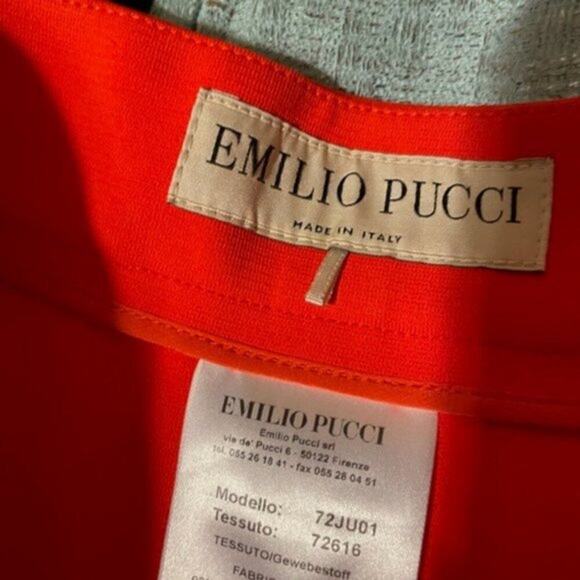 EMILIO PUCCI
MADE IN ITALY
EMILIO PUCCI
Emilio Pucci srl
via de' Pucci 6 - 50122 Firenze
tel. 055 26 18 41 - fax 055 28 04 51
Modello: 72JU01
Tessuto: 72616
TESSUTO/Gewebestoff